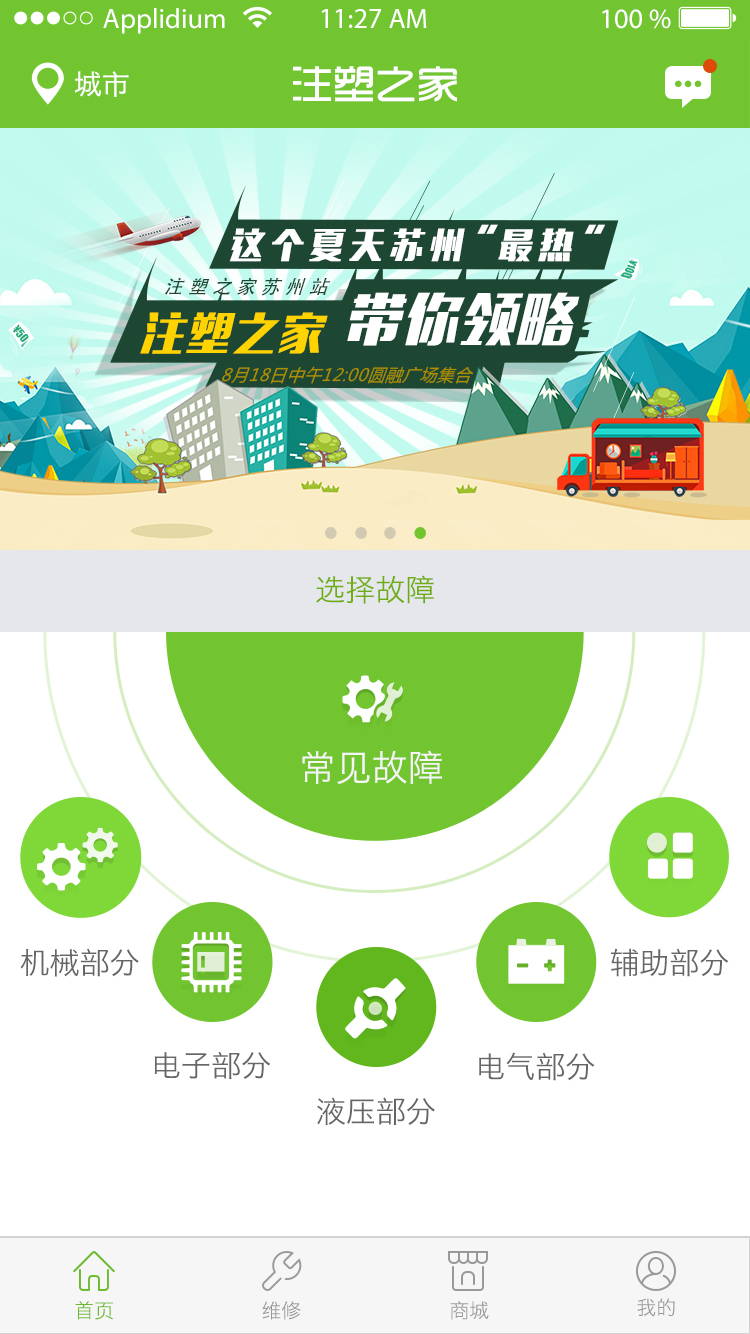 Applidium 11:27 AM 100 %
城市
注塑之家
这个夏天苏州“最热“
注塑之家苏州站
注塑之家
带你领略
8月18日中午12:00圆融广场集合
¥50
选择故障
常见故障
机械部分
电子部分
液压部分
电气部分
辅助部分
首页
维修
商城
我的